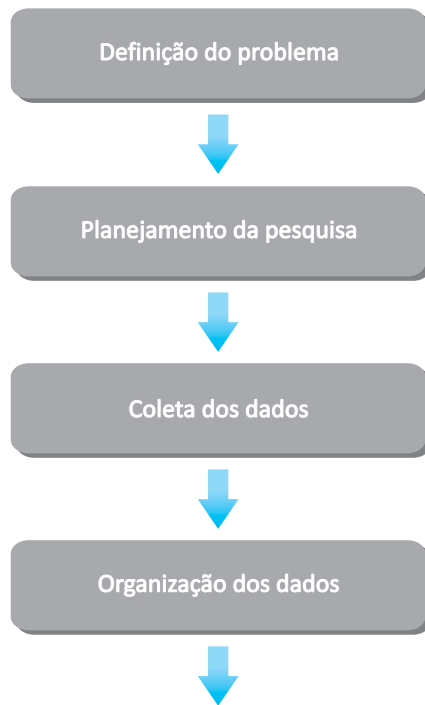 Definição do problema
Planejamento da pesquisa
Coleta dos dados
Organização dos dados